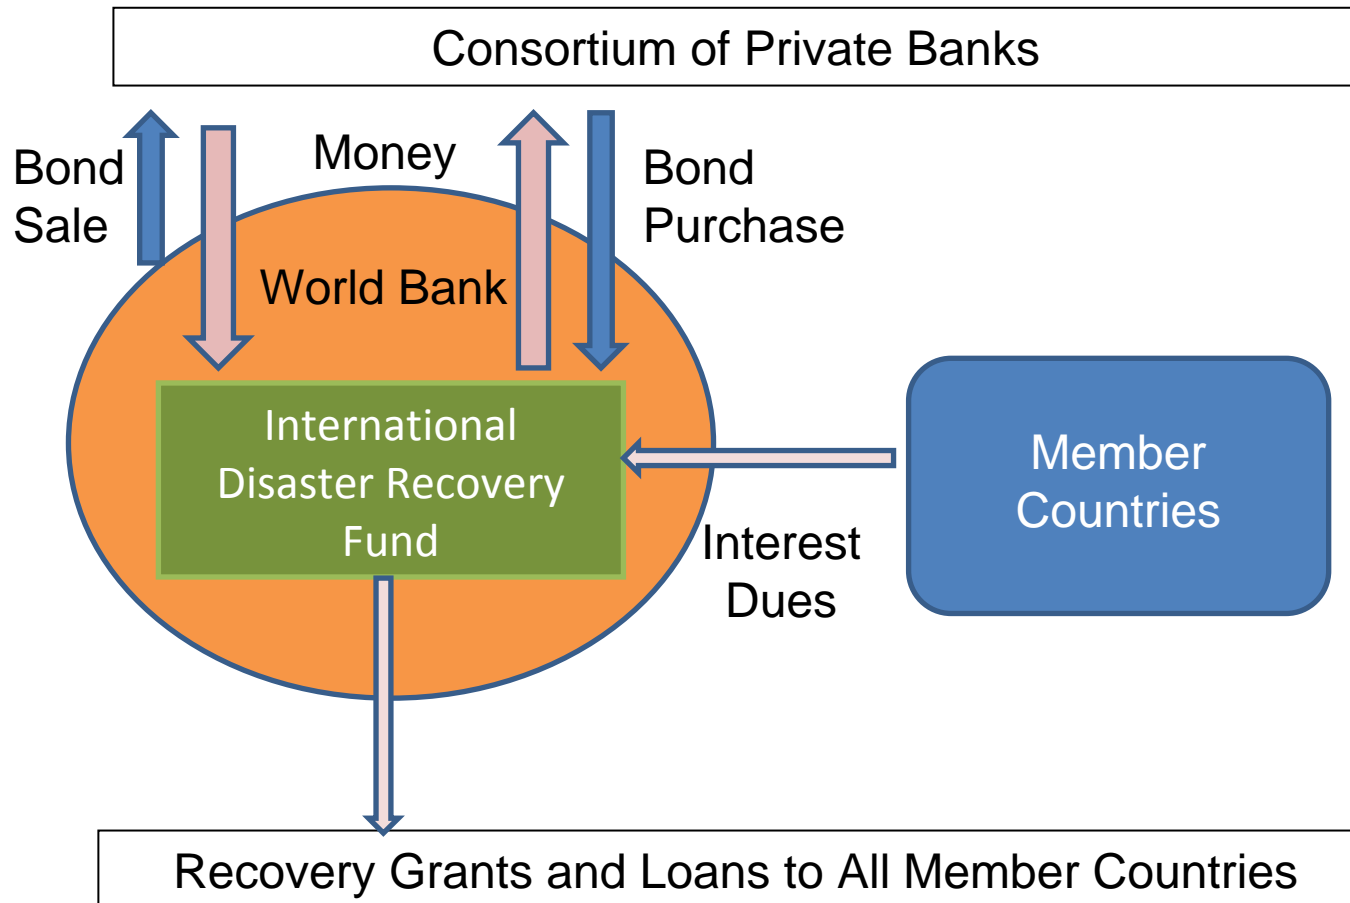 Consortium of Private Banks
Bond
Sale
Money
Bond
Purchase
World Bank
International
Disaster Recovery
Fund
Member
Countries
Interest
Dues
Recovery Grants and Loans to All Member Countries